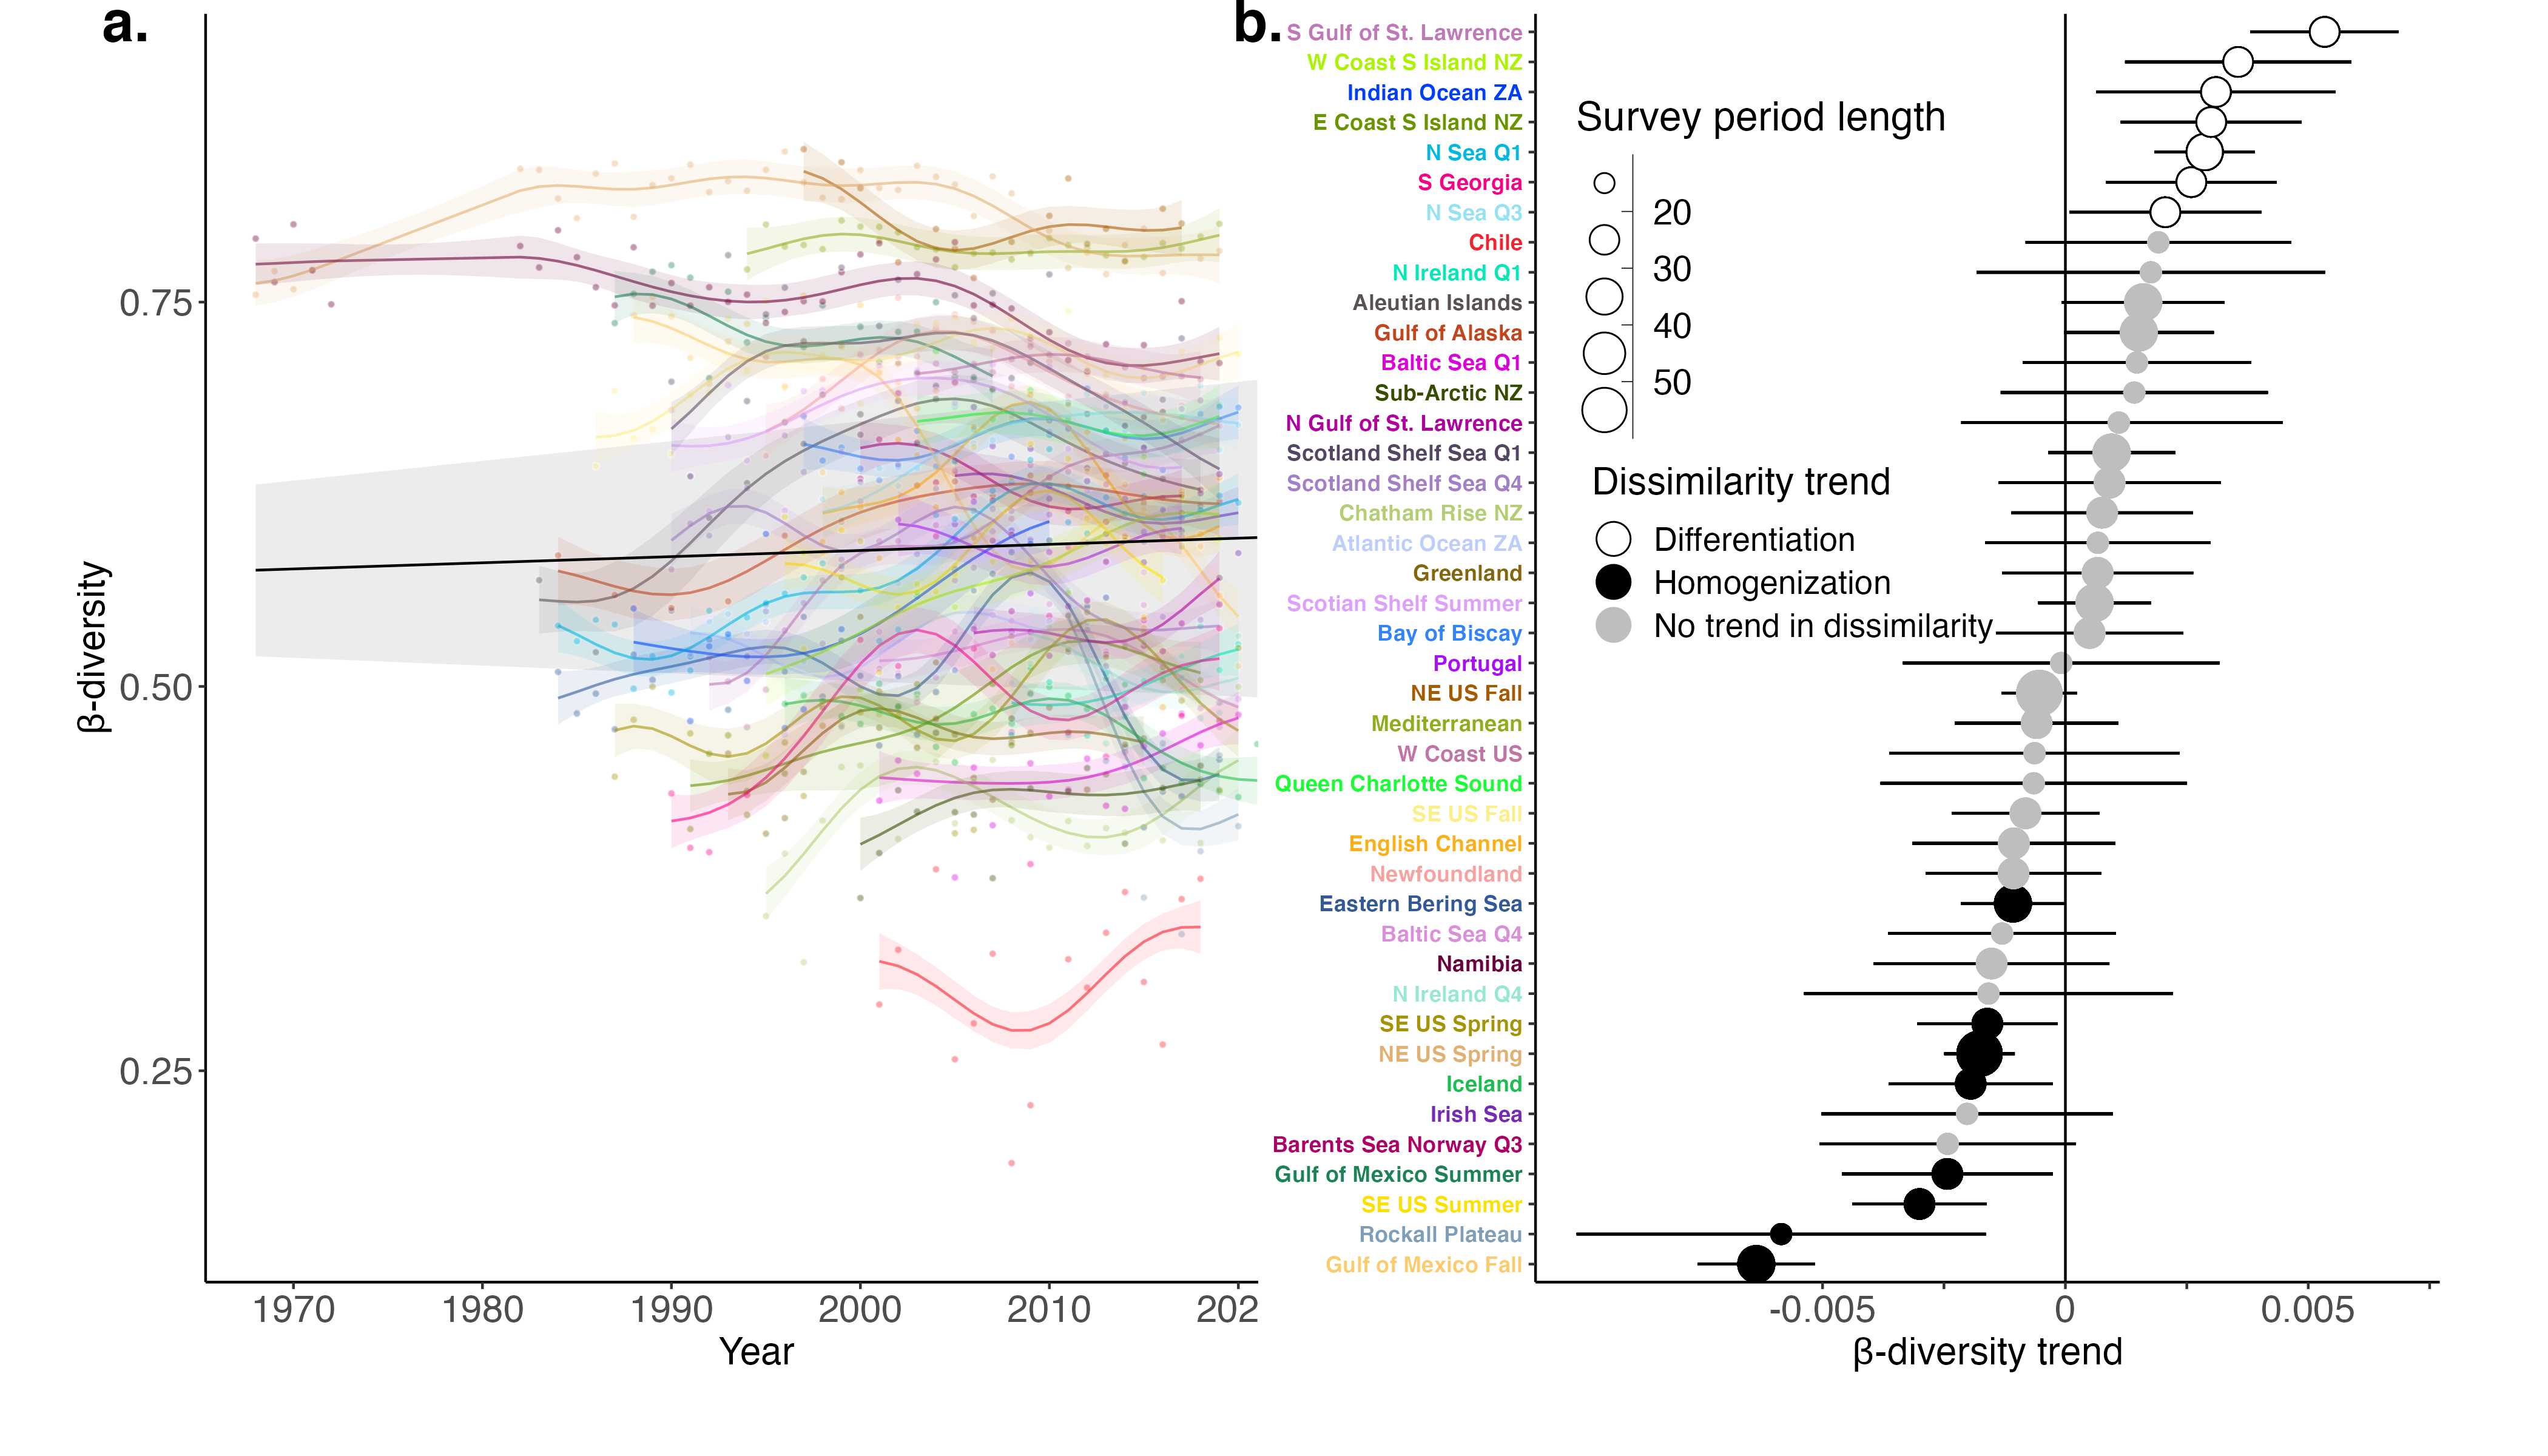 a.
β-diversity
0.75
0.50
0.25
1970 1980 1990 2000 2010 202
Year
b.
S Gulf of St. Lawrence
W Coast S Island NZ
Indian Ocean ZA
E Coast S Island NZ
N Sea Q1
S Georgia
N Sea Q3
Chile
N Ireland Q1
Aleutian Islands
Gulf of Alaska
Baltic Sea Q1
Sub-Arctic NZ
N Gulf of St. Lawrence
Scotland Shelf Sea Q1
Scotland Shelf Sea Q4
Chatham Rise NZ
Atlantic Ocean ZA
Greenland
Scotian Shelf Summer
Bay of Biscay
Portugal
NE US Fall
Mediterranean
W Coast US
Queen Charlotte Sound
SE US Fall
English Channel
Newfoundland
Eastern Bering Sea
Baltic Sea Q4
Namibia
N Ireland Q4
SE US Spring
NE US Spring
Iceland
Irish Sea
Barents Sea Norway Q3
Gulf of Mexico Summer
SE US Summer
Rockall Plateau
Gulf of Mexico Fall
Survey period length
20
30
40
50
Dissimilarity trend
Differentiation
Homogenization
No trend in dissimilarity
-0.005 0 0.005
β-diversity trend